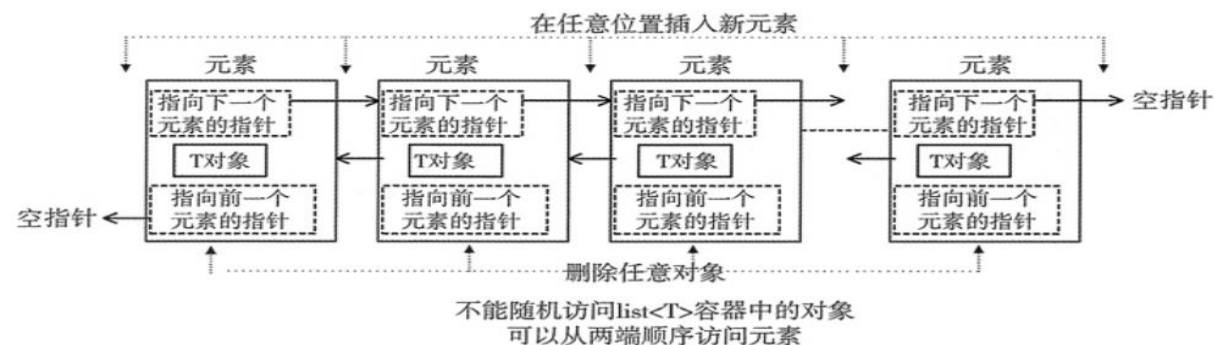 在任意位置插入新元素
元素 元素 元素 元素
指向下一个 指向下一个 指向下一个 指向下一个
元素的指针 元素的指针 元素的指针 元素的指针
空指针
T对象 T对象 T对象 T对象
指向前一个 指向前一个 指向前一个 指向前一个
元素的指针 元素的指针 元素的指针 元素的指针
空指针
删除任意对象
不能随机访问list<T>容器中的对象
可以从两端顺序访问元素